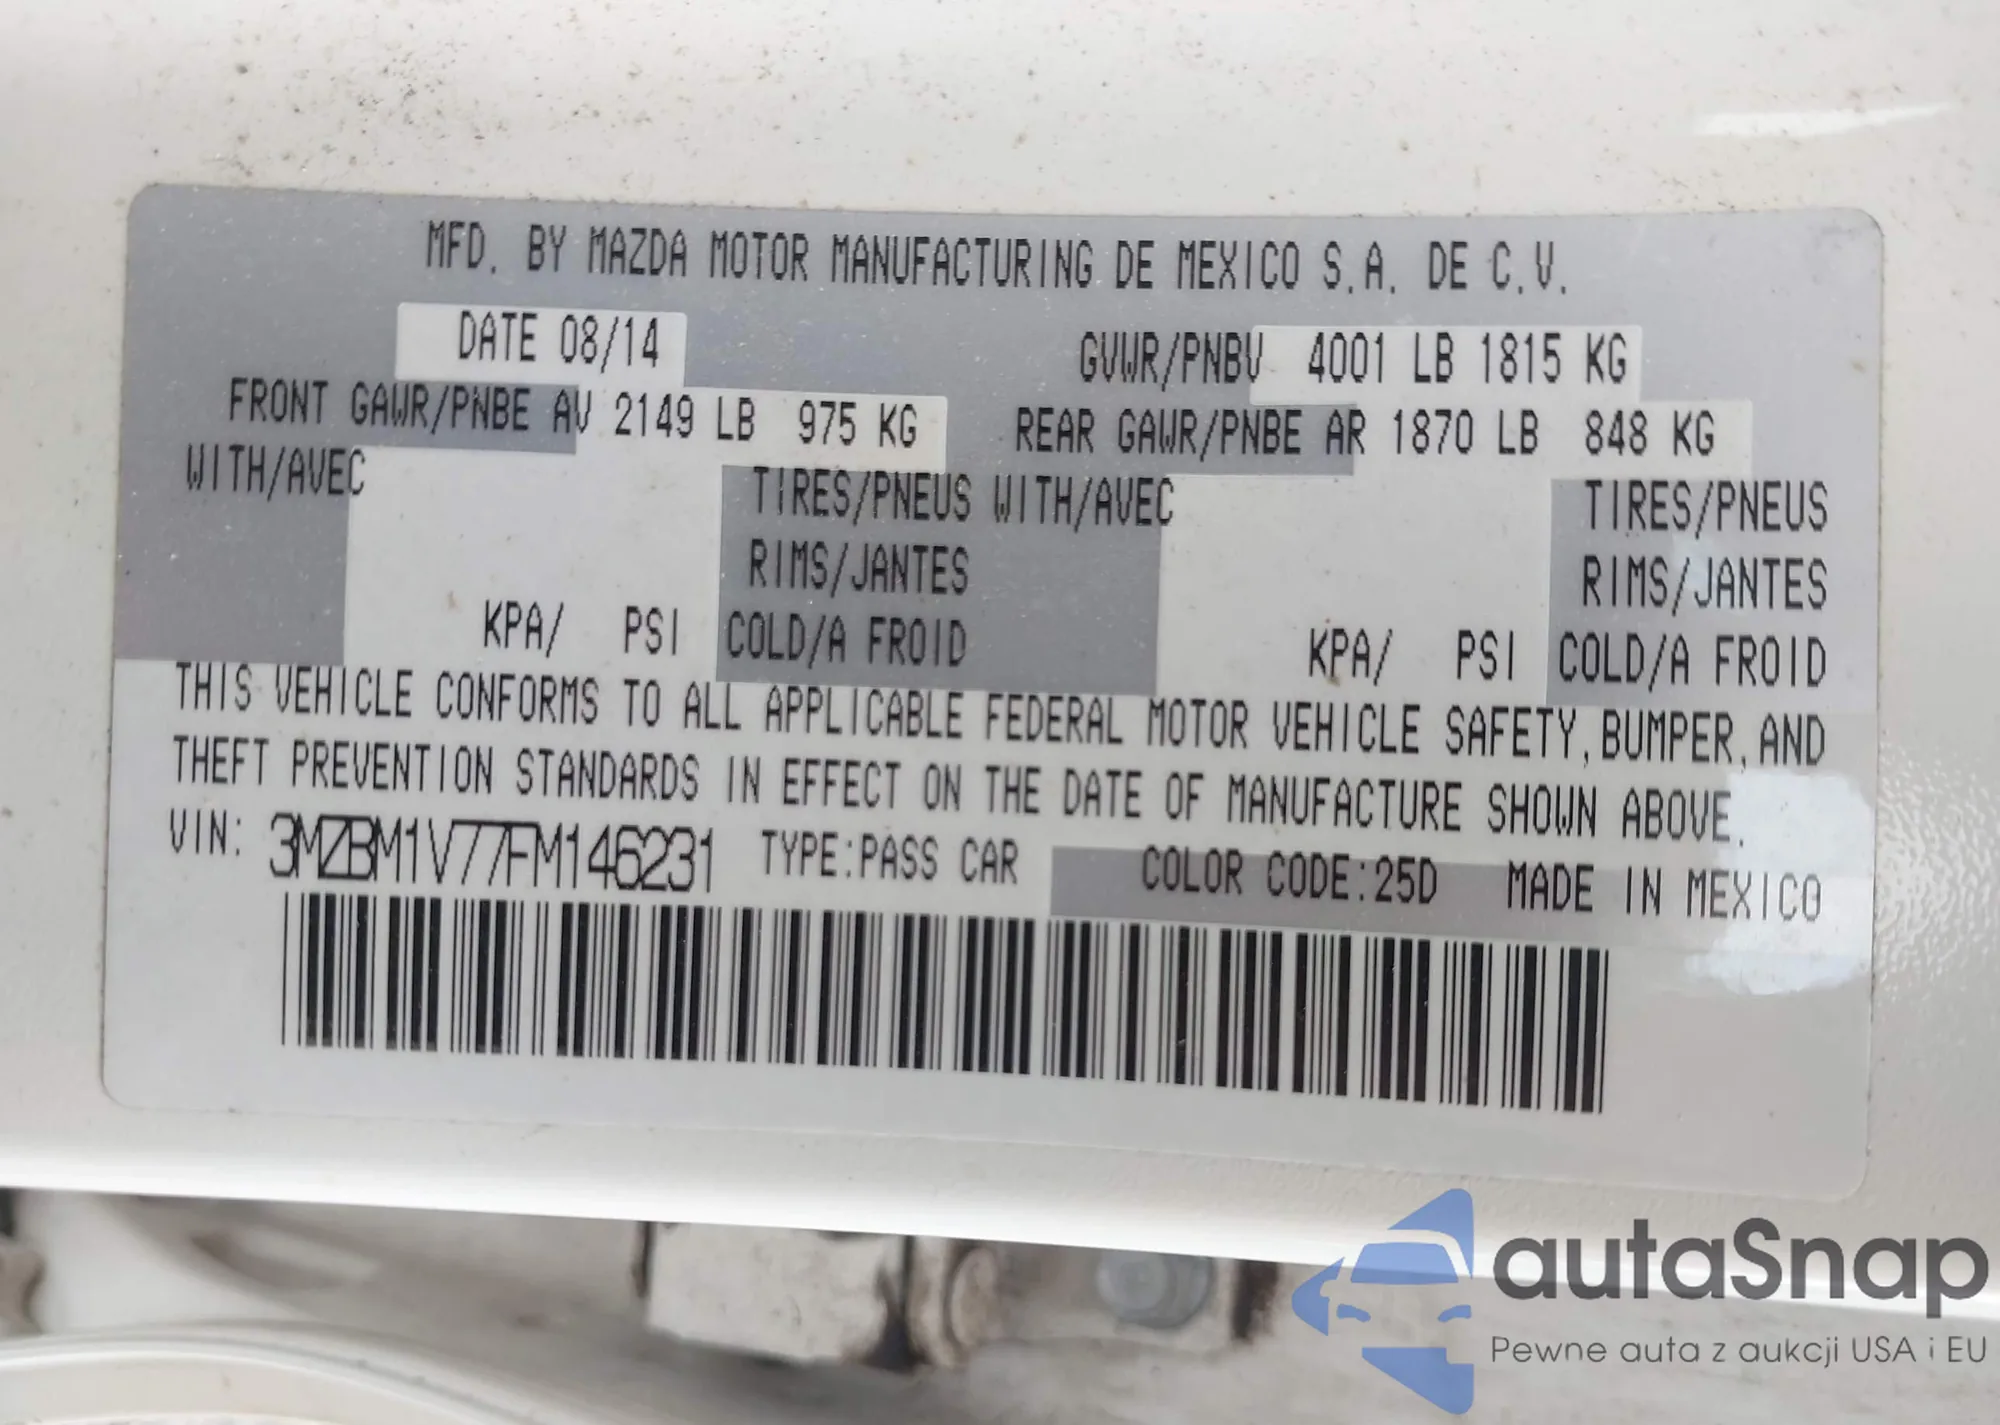 MFD. BY MAZDA MOTOR MANUFACTURING DE MEXICO S.A. DE C.V.
DATE 08/14 GVWR/PNBV 4001 LB 1815 KG
FRONT GAWR/PNBE AV 2149 LB 975 KG REAR GAWR/PNBE AR 1870 LB 848 KG
WITH/AVEC TIRES/PNEUS WITH/AVEC TIRES/PNEUS
RIMS/JANTES RIMS/JANTES
KPA/ PSI COLD/A FROID KPA/ PSI COLD/A FROID
THIS VEHICLE CONFORMS TO ALL APPLICABLE FEDERAL MOTOR VEHICLE SAFETY, BUMPER, AND
THEFT PREVENTION STANDARDS IN EFFECT ON THE DATE OF MANUFACTURE SHOWN ABOVE.
VIN: 3MZBM1V77FM146231 TYPE:PASS CAR COLOR CODE:25D MADE IN MEXICO
autaSnap
Pewne auta z aukcji USA i EU